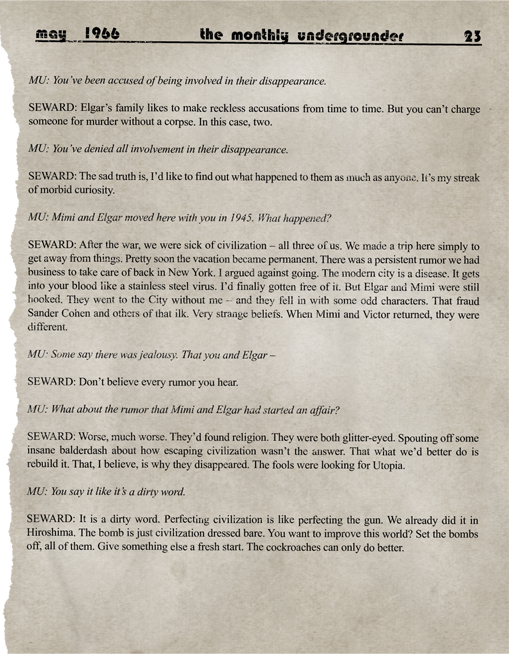 may 1966 the monthly undergrounder 23
MU: You've been accused of being involved in their disappearance.
SEWARD: Elgar's family likes to make reckless accusations from time to time. But you can't charge
someone for murder without a corpse. In this case, two.
MU: You've denied all involvement in their disappearance.
SEWARD: The sad truth is, I'd like to find out what happened to them as much as anyone. It's my streak
of morbid curiosity.
MU: Mimi and Elgar moved here with you in 1945. What happened?
SEWARD: After the war, we were sick of civilization – all three of us. We made a trip here simply to
get away from things. Pretty soon the vacation became permanent. There was a persistent rumor we had
business to take care of back in New York. I argued against going. The modern city is a disease. It gets
into your blood like a stainless steel virus. I'd finally gotten free of it. But Elgar and Mimi were still
hooked. They went to the City without me – and they fell in with some odd characters. That fraud
Sander Cohen and others of that ilk. Very strange beliefs. When Mimi and Victor returned, they were
different.
MU: Some say there was jealousy. That you and Elgar –
SEWARD: Don't believe every rumor you hear.
MU: What about the rumor that Mimi and Elgar had started an affair?
SEWARD: Worse, much worse. They'd found religion. They were both glitter-eyed. Spouting off some
insane balderdash about how escaping civilization wasn't the answer. That what we'd better do is
rebuild it. That, I believe, is why they disappeared. The fools were looking for Utopia.
MU: You say it like it's a dirty word.
SEWARD: It is a dirty word. Perfecting civilization is like perfecting the gun. We already did it in
Hiroshima. The bomb is just civilization dressed bare. You want to improve this world? Set the bombs
off, all of them. Give something else a fresh start. The cockroaches can only do better.